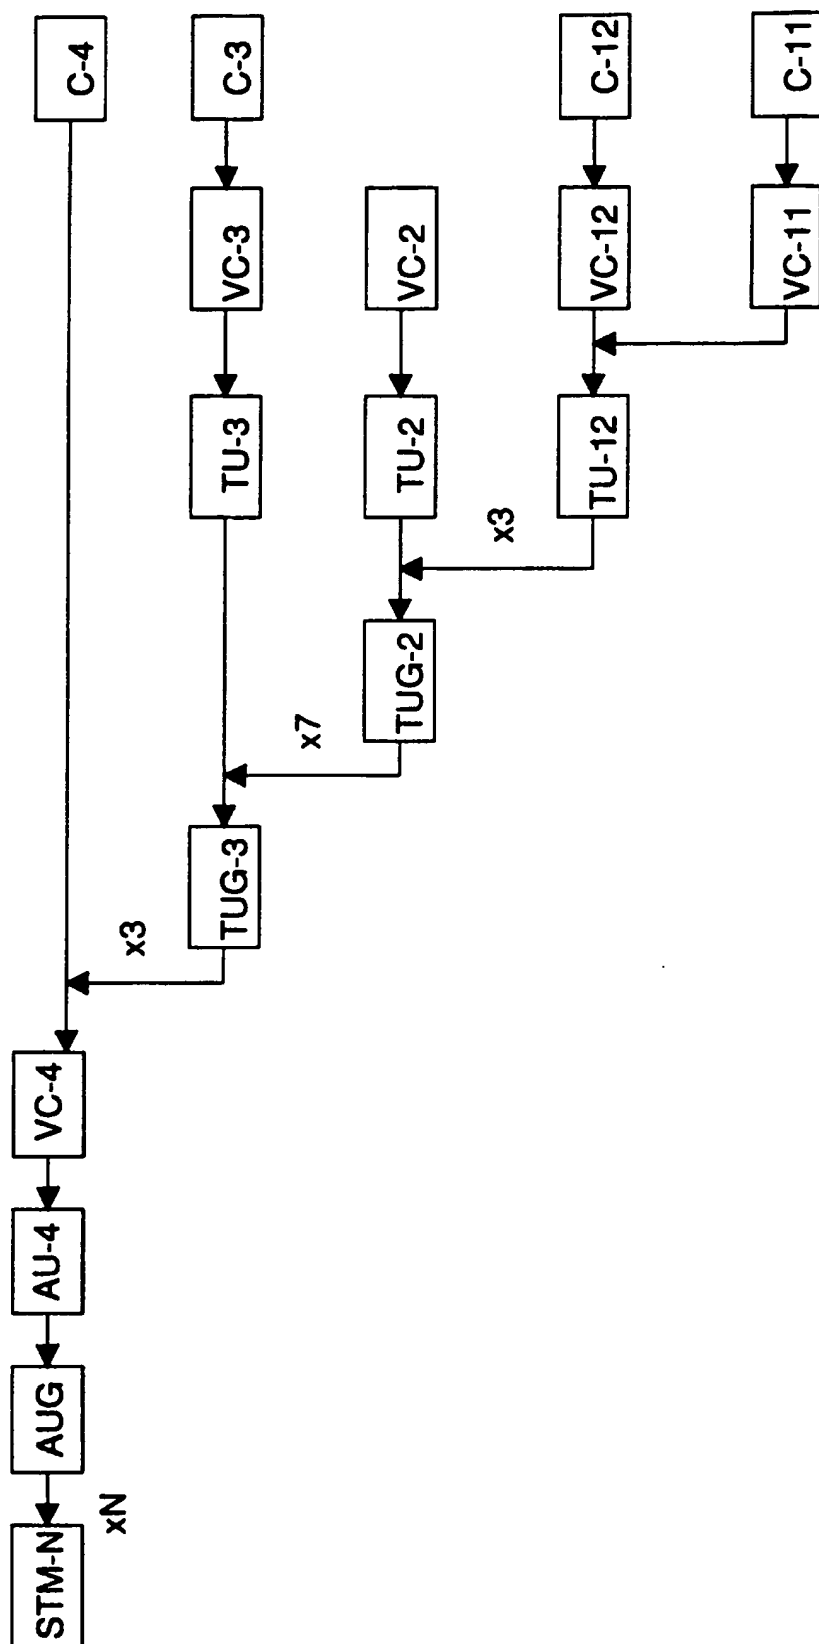 STM-N
xN
AUG
AU-4
VC-4
C-4
x3
TUG-3
TU-3
VC-3
C-3
x7
TUG-2
TU-2
VC-2
x3
TU-12
VC-12
C-12
VC-11
C-11